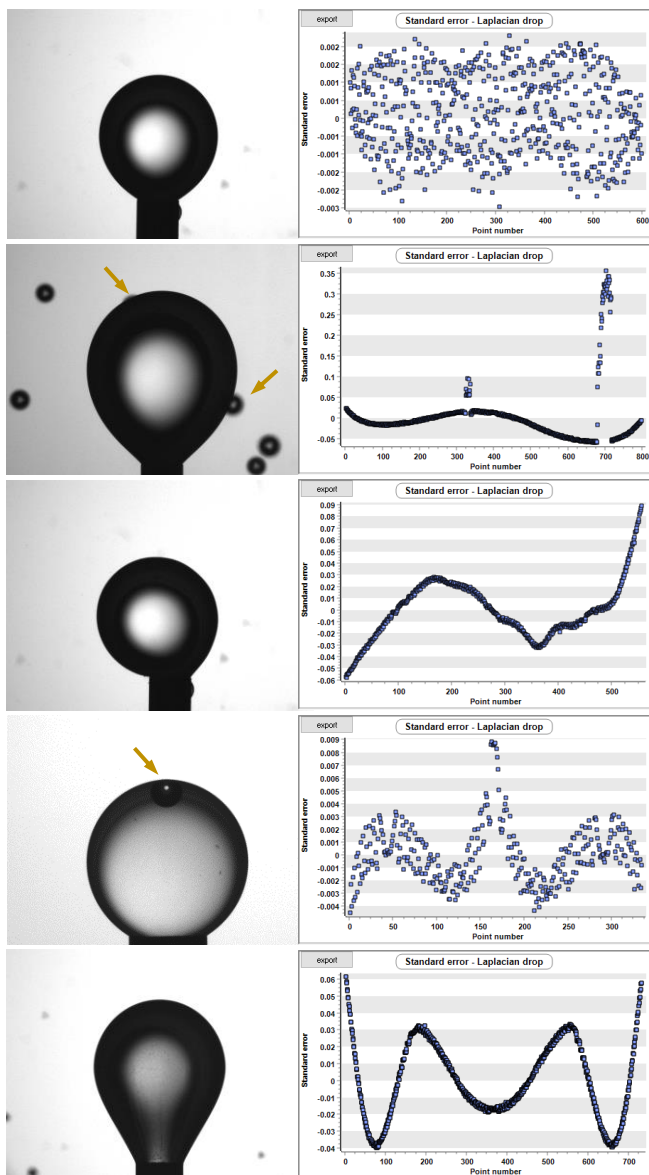 export
Standard error - Laplacian drop
Standard error
0.002
0.002
0.001
0.001
0
-0.001
-0.001
-0.002
-0.002
-0.003
0 100 200 300 400 500 600
Point number
export
Standard error - Laplacian drop
Standard error
0.35
0.3
0.25
0.2
0.15
0.1
0.05
0
-0.05
0 100 200 300 400 500 600 700 800
Point number
export
Standard error - Laplacian drop
Standard error
0.09
0.08
0.07
0.06
0.05
0.04
0.03
0.02
0.01
0
-0.01
-0.02
-0.03
-0.04
-0.05
-0.06
0 100 200 300 400 500
Point number
export
Standard error - Laplacian drop
Standard error
0.009
0.008
0.007
0.006
0.005
0.004
0.003
0.002
0.001
0
-0.001
-0.002
-0.003
-0.004
0 50 100 150 200 250 300
Point number
export
Standard error - Laplacian drop
Standard error
0.06
0.05
0.04
0.03
0.02
0.01
0
-0.01
-0.02
-0.03
-0.04
0 100 200 300 400 500 600 700
Point number